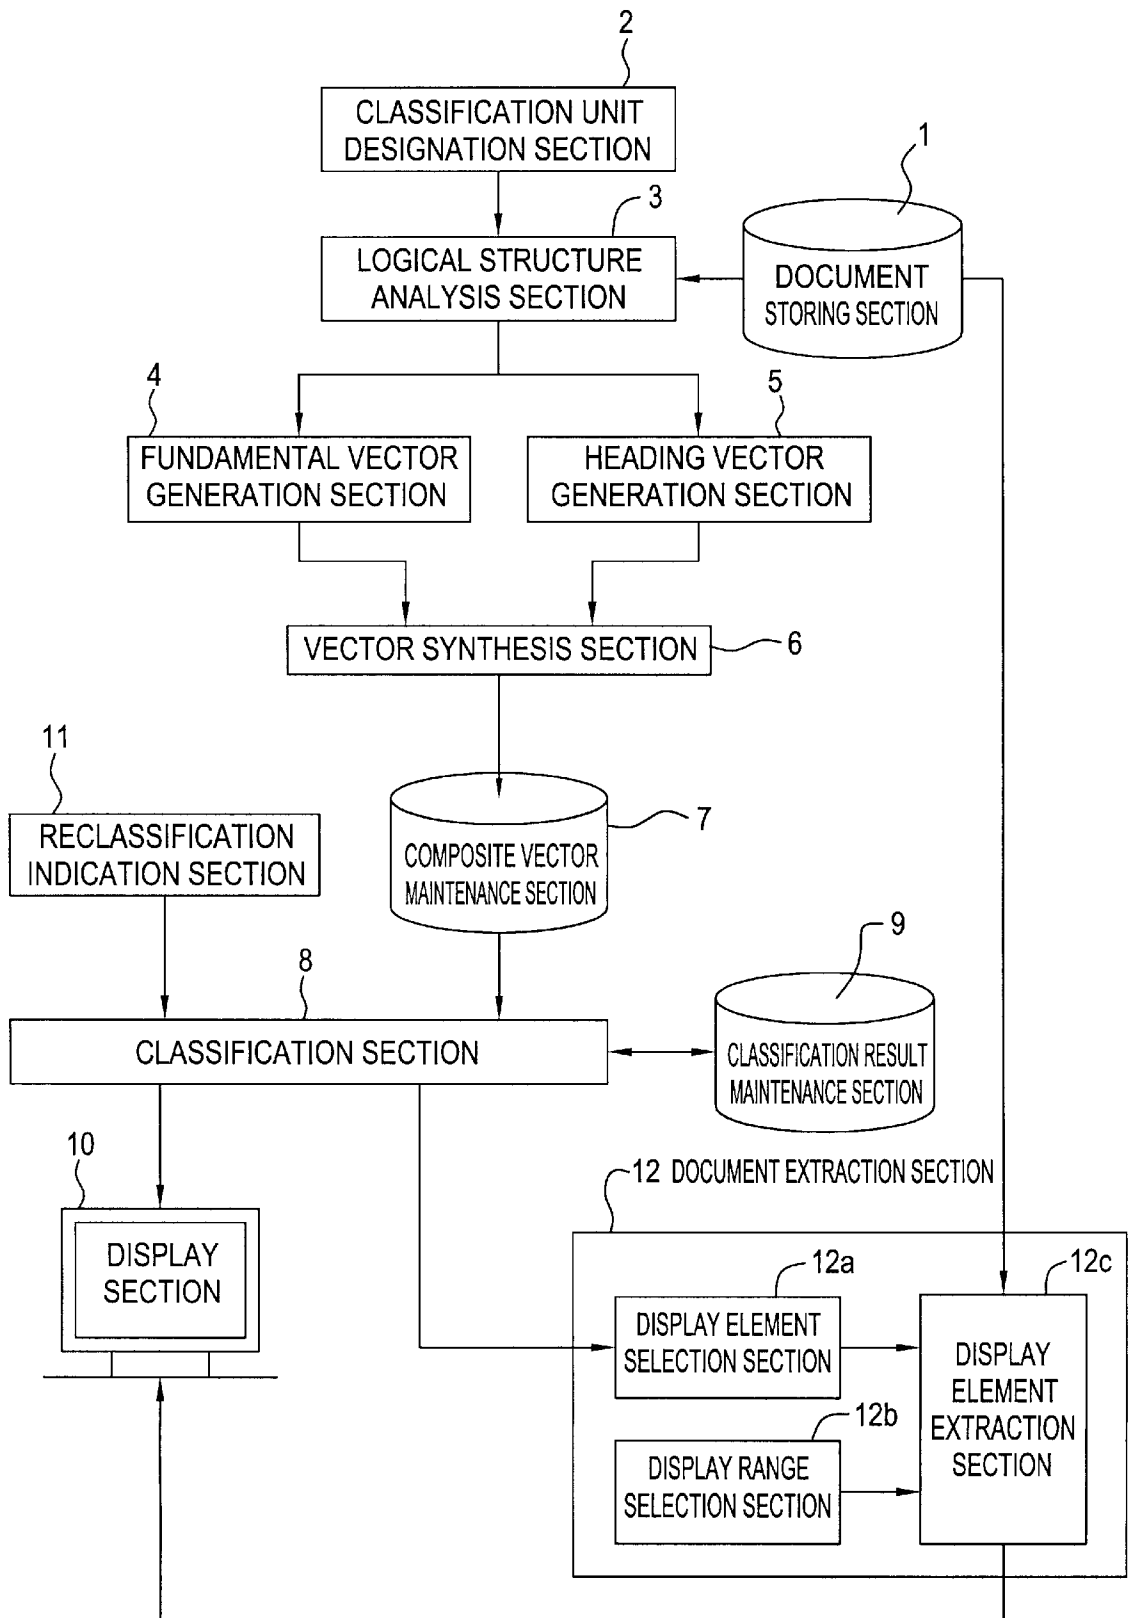 2
CLASSIFICATION UNIT
DESIGNATION SECTION
1
3
LOGICAL STRUCTURE
ANALYSIS SECTION
DOCUMENT
STORING SECTION
4
5
FUNDAMENTAL VECTOR
GENERATION SECTION
HEADING VECTOR
GENERATION SECTION
VECTOR SYNTHESIS SECTION
6
11
RECLASSIFICATION
INDICATION SECTION
7
COMPOSITE VECTOR
MAINTENANCE SECTION
8
9
CLASSIFICATION SECTION
CLASSIFICATION RESULT
MAINTENANCE SECTION
10
12 DOCUMENT EXTRACTION SECTION
DISPLAY
SECTION
12a
12c
DISPLAY ELEMENT
SELECTION SECTION
DISPLAY
ELEMENT
EXTRACTION
SECTION
12b
DISPLAY RANGE
SELECTION SECTION